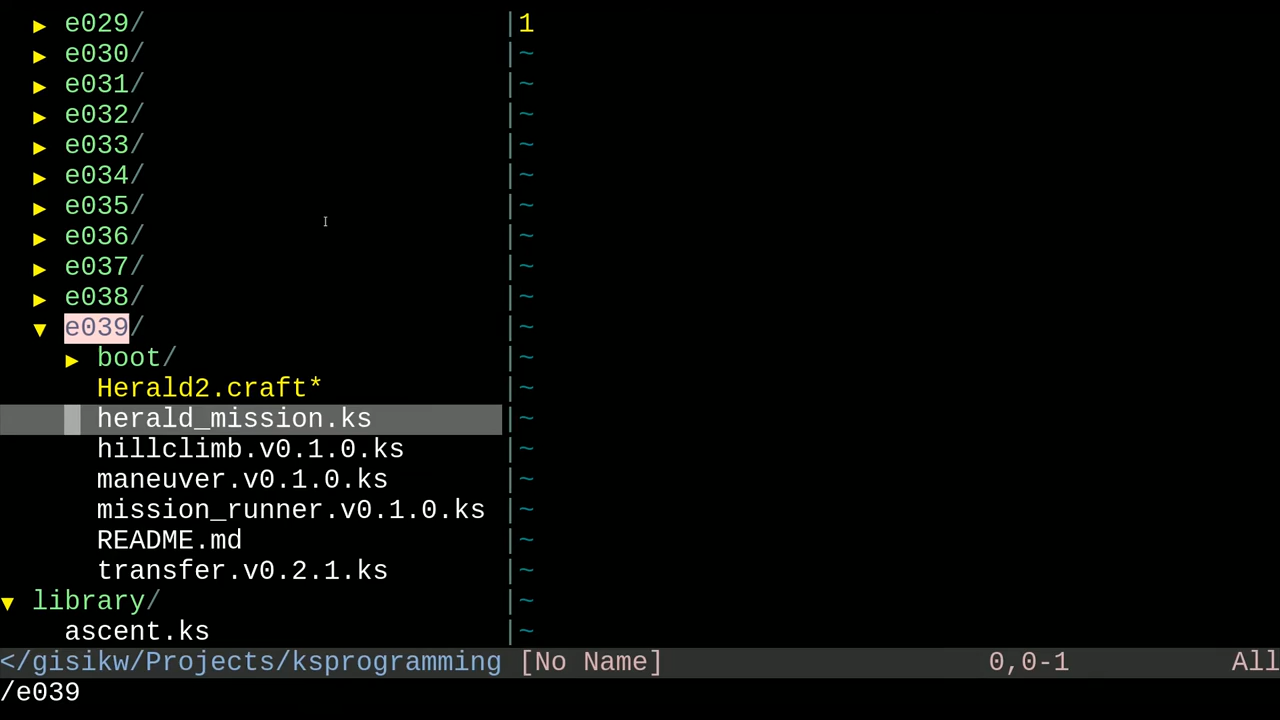 ▶ e029/ |1
▶ e030/ |~
▶ e031/ |~
▶ e032/ |~
▶ e033/ |~
▶ e034/ |~
▶ e035/ |~
▶ e036/ |~
▶ e037/ |~
▶ e038/ |~
▼ e039/ |~
▶ boot/ |~
Herald2.craft* |~
herald_mission.ks |~
hillclimb.v0.1.0.ks |~
maneuver.v0.1.0.ks |~
mission_runner.v0.1.0.ks |~
README.md |~
transfer.v0.2.1.ks |~
▼ library/ |~
ascent.ks |~
</gisikw/Projects/ksprogramming [No Name] 0,0-1 All
/e039